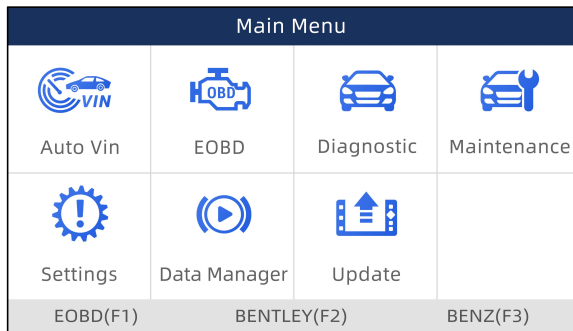 Main Menu
VIN
OBD
Auto Vin
EOBD
Diagnostic
Maintenance
Settings
Data Manager
Update
EOBD(F1)
BENTLEY(F2)
BENZ(F3)